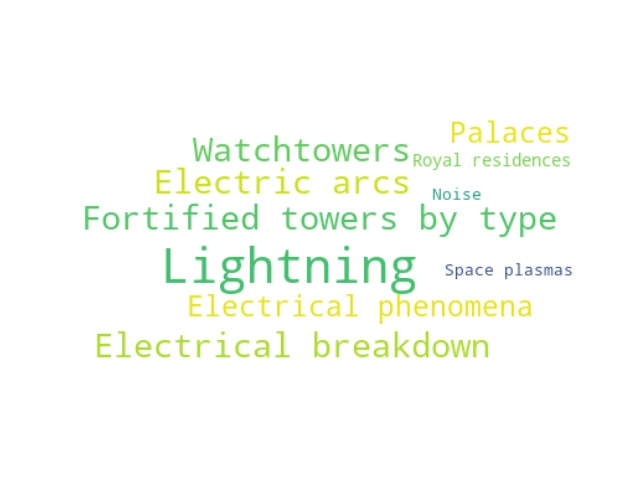 Palaces
Watchtowers
Royal residences
Electric arcs
Noise
Fortified towers by type
Lightning
Space plasmas
Electrical phenomena
Electrical breakdown